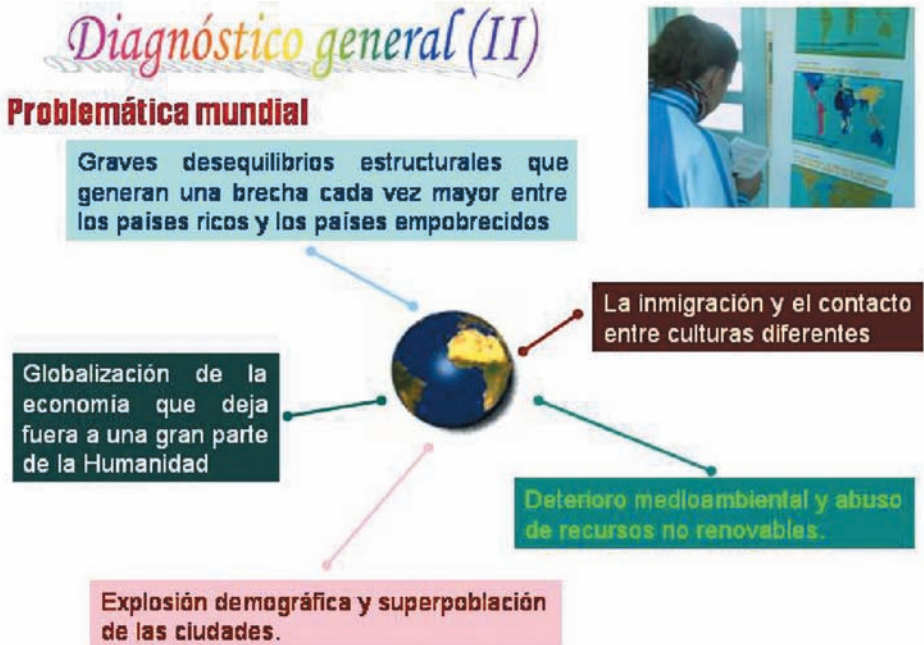 Diagnóstico general (II)
Problemática mundial
Graves desequilibrios estructurales que
generan una brecha cada vez mayor entre
los países ricos y los países empobrecidos
La inmigración y el contacto
entre culturas diferentes
Globalización de la
economía que deja
fuera a una gran parte
de la Humanidad
Deterioro medioambiental y abuso
de recursos no renovables.
Explosión demográfica y superpoblación
de las ciudades.